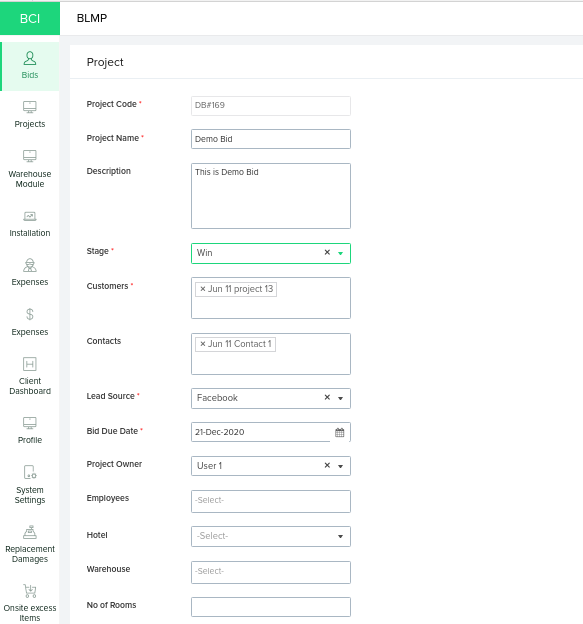 BCI
BLMP
Bids
Projects
Warehouse
Module
Installation
Expenses
$
Expenses
Client
Dashboard
Profile
System
Settings
Replacement
Damages
Onsite excess
Items
Project
Project Code *
DB#169
Project Name *
Demo Bid
Description
This is Demo Bid
Stage *
Win ×
Customers
× Jun 11 project 13
Contacts
× Jun 11 Contact 1
Lead Source *
Facebook ×
Bid Due Date *
21-Dec-2020
Project Owner
User 1 ×
Employees
-Select-
Hotel
-Select-
Warehouse
-Select-
No of Rooms